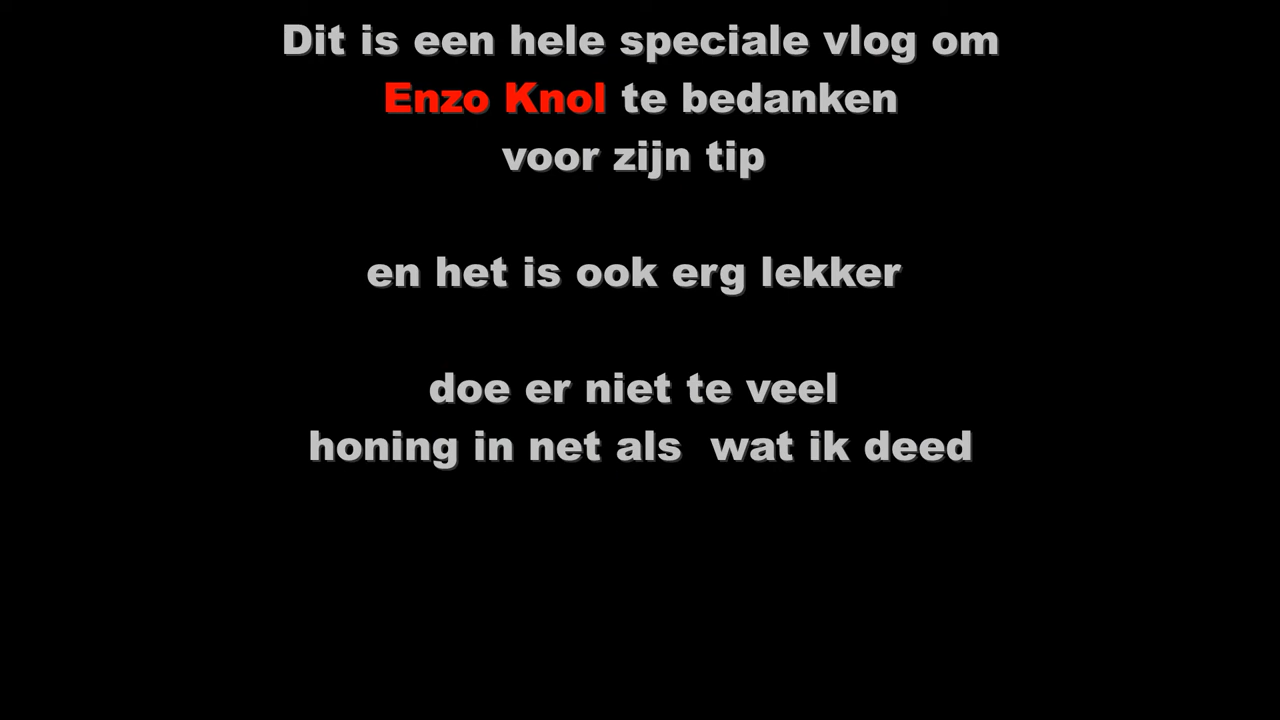 Dit is een hele speciale vlog om
Enzo Knol te bedanken
voor zijn tip
en het is ook erg lekker
doe er niet te veel
honing in net als  wat ik deed